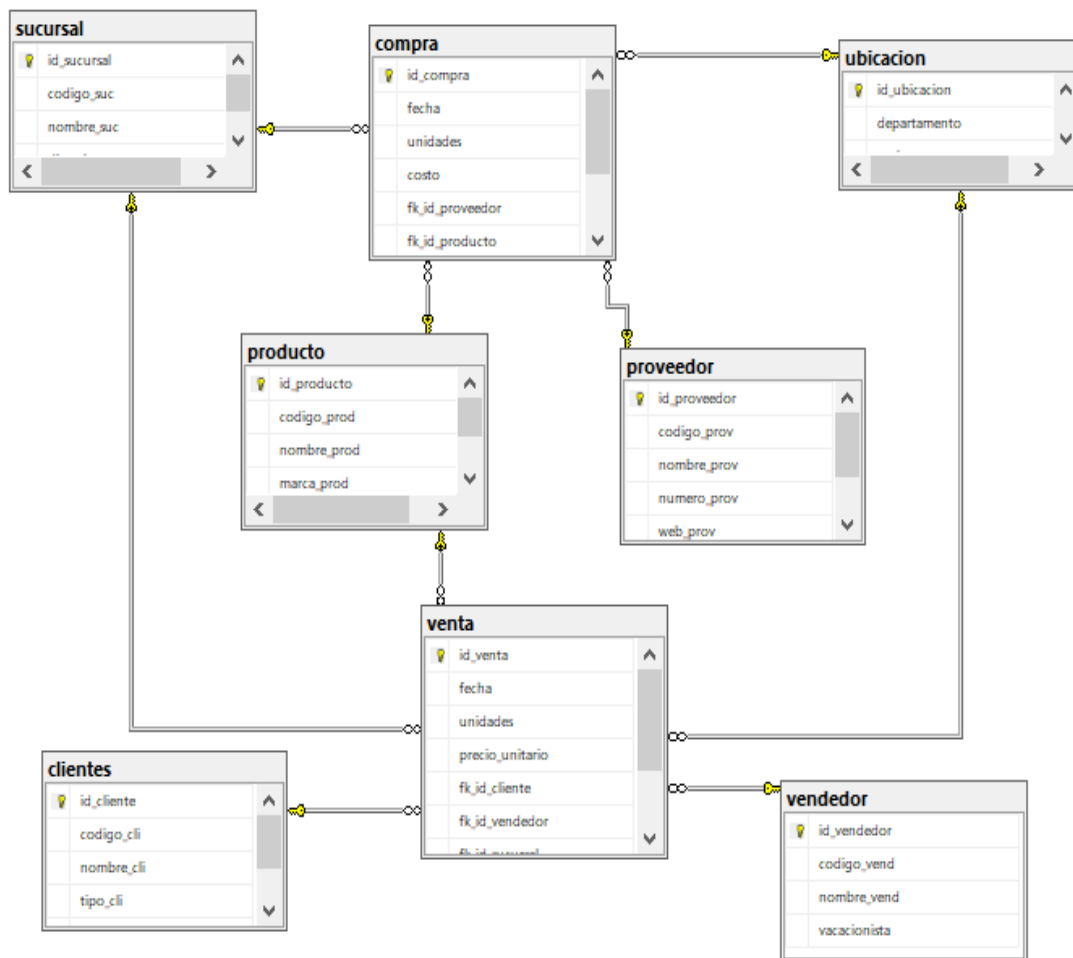 sucursal
id_sucursal
codigo_suc
nombre_suc
compra
id_compra
fecha
unidades
costo
fk_id_proveedor
fk_id_producto
ubicacion
id_ubicacion
departamento
producto
id_producto
codigo_prod
nombre_prod
marca_prod
proveedor
id_proveedor
codigo_prov
nombre_prov
numero_prov
web_prov
venta
id_venta
fecha
unidades
precio_unitario
fk_id_cliente
fk_id_vendedor
fk_id_sucursal
clientes
id_cliente
codigo_cli
nombre_cli
tipo_cli
vendedor
id_vendedor
codigo_vend
nombre_vend
vacacionista